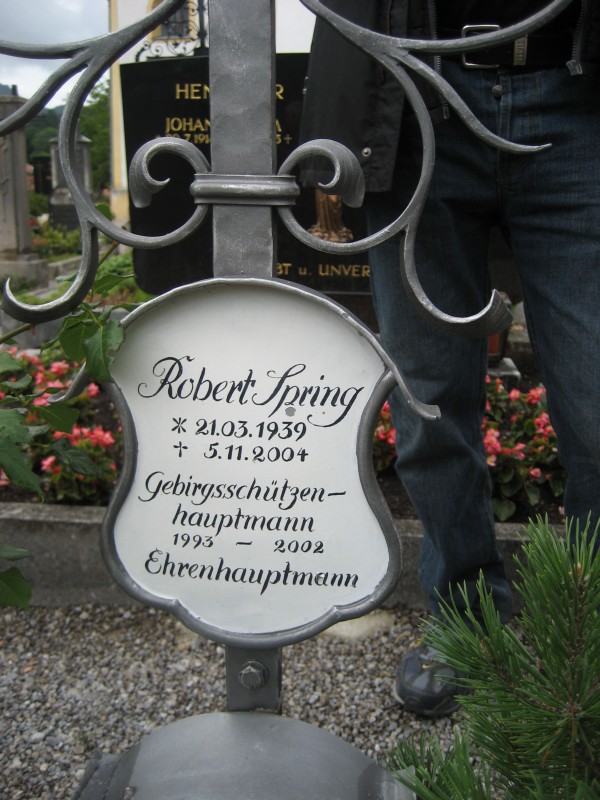 Robert Spring
* 21.03.1939
† 5.11.2004
Gebirgsschützen-
hauptmann
1993 - 2002
Ehrenhauptmann